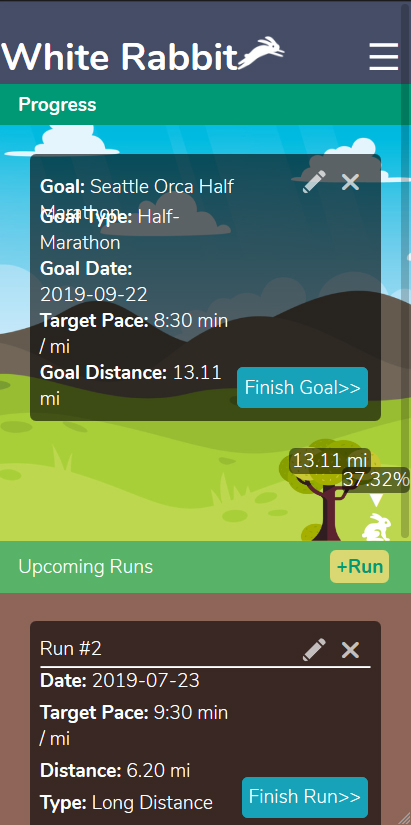 White Rabbit
Progress
Goal: Seattle Orca Half
Marathon
Goal Type: Half-
Marathon
Goal Date:
2019-09-22
Target Pace: 8:30 min
/ mi
Goal Distance: 13.11
mi
Finish Goal>>
13.11 mi
37.32%
Upcoming Runs
+Run
Run #2
Date: 2019-07-23
Target Pace: 9:30 min
/ mi
Distance: 6.20 mi
Type: Long Distance
Finish Run>>